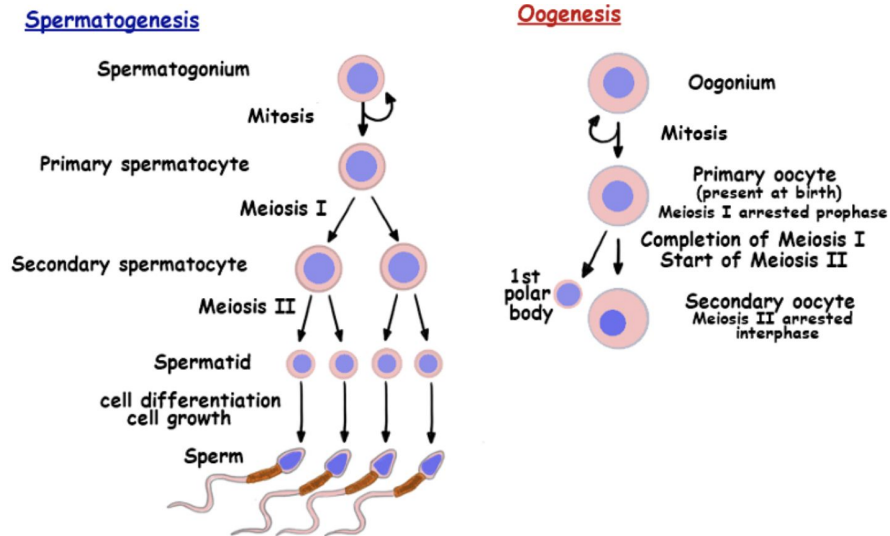 Spermatogenesis
Spermatogonium
Mitosis
Primary spermatocyte
Meiosis I
Secondary spermatocyte
Meiosis II
Spermatid
cell differentiation
cell growth
Sperm
Oogenesis
Oogonium
Mitosis
Primary oocyte
(present at birth)
Meiosis I arrested prophase
Completion of Meiosis I
Start of Meiosis II
1st
polar
body
Secondary oocyte
Meiosis II arrested
interphase